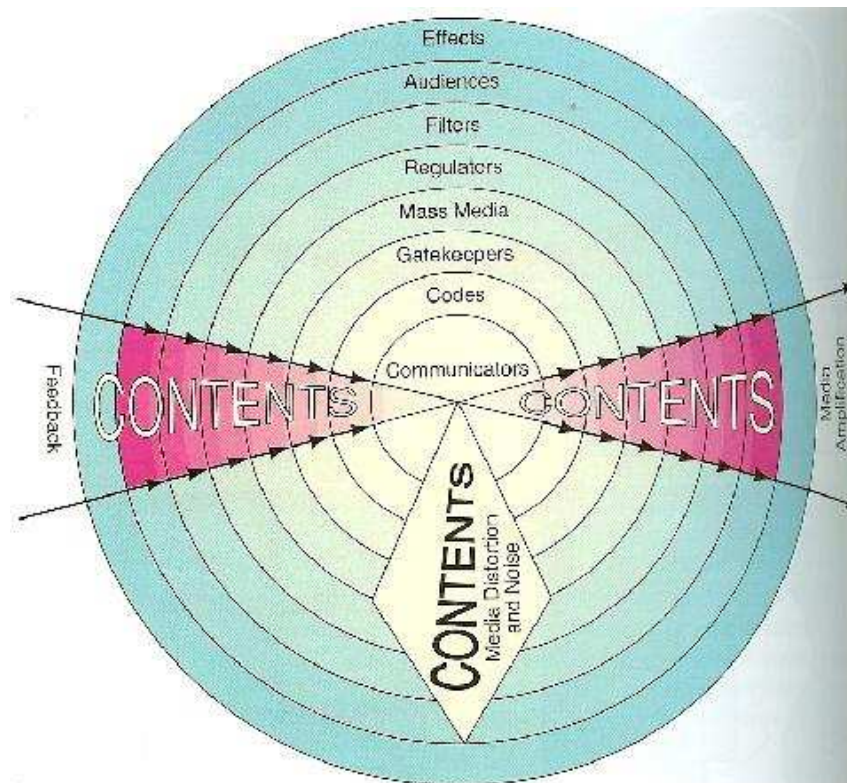 Effects
Audiences
Filters
Regulators
Mass Media
Gatekeepers
Codes
Communicators
Feedback
CONTENTS
CONTENTS
Media
Amplification
CONTENTS
Media Distortion
and Noise